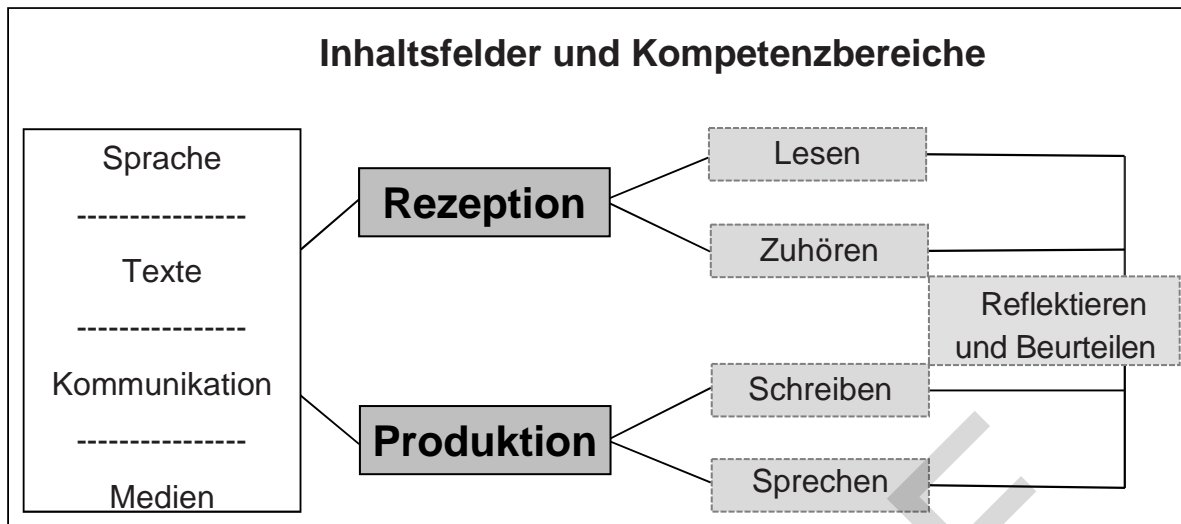 Inhaltsfelder und Kompetenzbereiche
Sprache
----------------
Texte
----------------
Kommunikation
----------------
Medien
Rezeption
Produktion
Lesen
Zuhören
Schreiben
Sprechen
Reflektieren
und Beurteilen